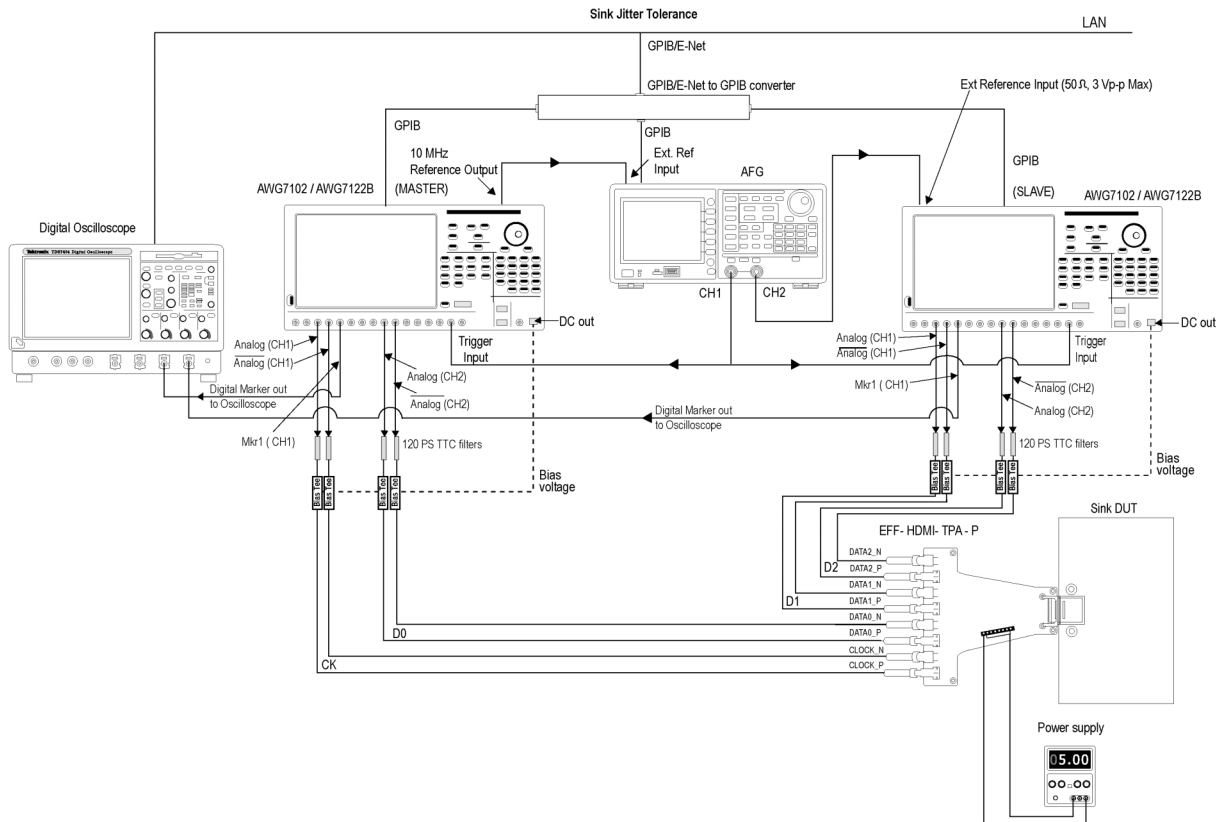 Sink Jitter Tolerance
LAN
GPIB/E-Net
GPIB/E-Net to GPIB converter
Ext Reference Input (50Ω, 3 Vp-p Max)
GPIB
GPIB
GPIB
10 MHz
Reference Output
(MASTER)
Ext. Ref
Input
AFG
(SLAVE)
AWG7102 / AWG7122B
AWG7102 / AWG7122B
Digital Oscilloscope
Tektronix TDS7404 Digital Oscilloscope
CH1
CH2
DC out
DC out
Analog (CH1)
Analog (CH1)
Trigger
Input
Analog (CH2)
Analog (CH2)
Digital Marker out
to Oscilloscope
Mkr1 ( CH1)
120 PS TTC filters
Bias Tee
Bias Tee
Bias Tee
Bias Tee
Bias
voltage
Digital Marker out
to Oscilloscope
Analog (CH1)
Analog (CH1)
Mkr1 (CH1)
Trigger
Input
Analog (CH2)
Analog (CH2)
120 PS TTC filters
Bias Tee
Bias Tee
Bias Tee
Bias Tee
Bias
voltage
Sink DUT
EFF- HDMI- TPA - P
DATA2_N
D2
DATA2_P
DATA1_N
D1
DATA1_P
DATA0_N
D0
DATA0_P
CLOCK_N
CK
CLOCK_P
Power supply
05.00